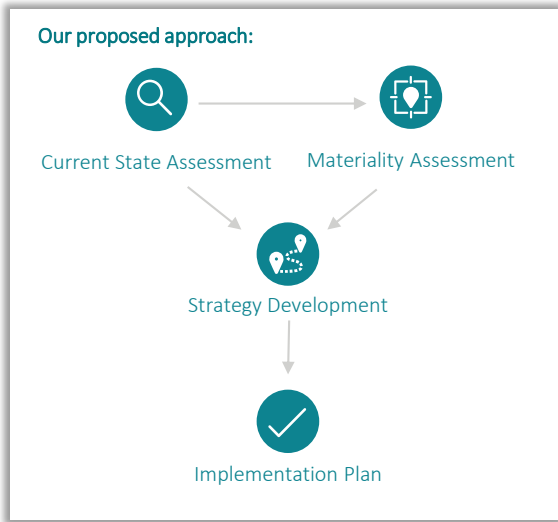 Our proposed approach:
Current State Assessment
Materiality Assessment
Strategy Development
Implementation Plan